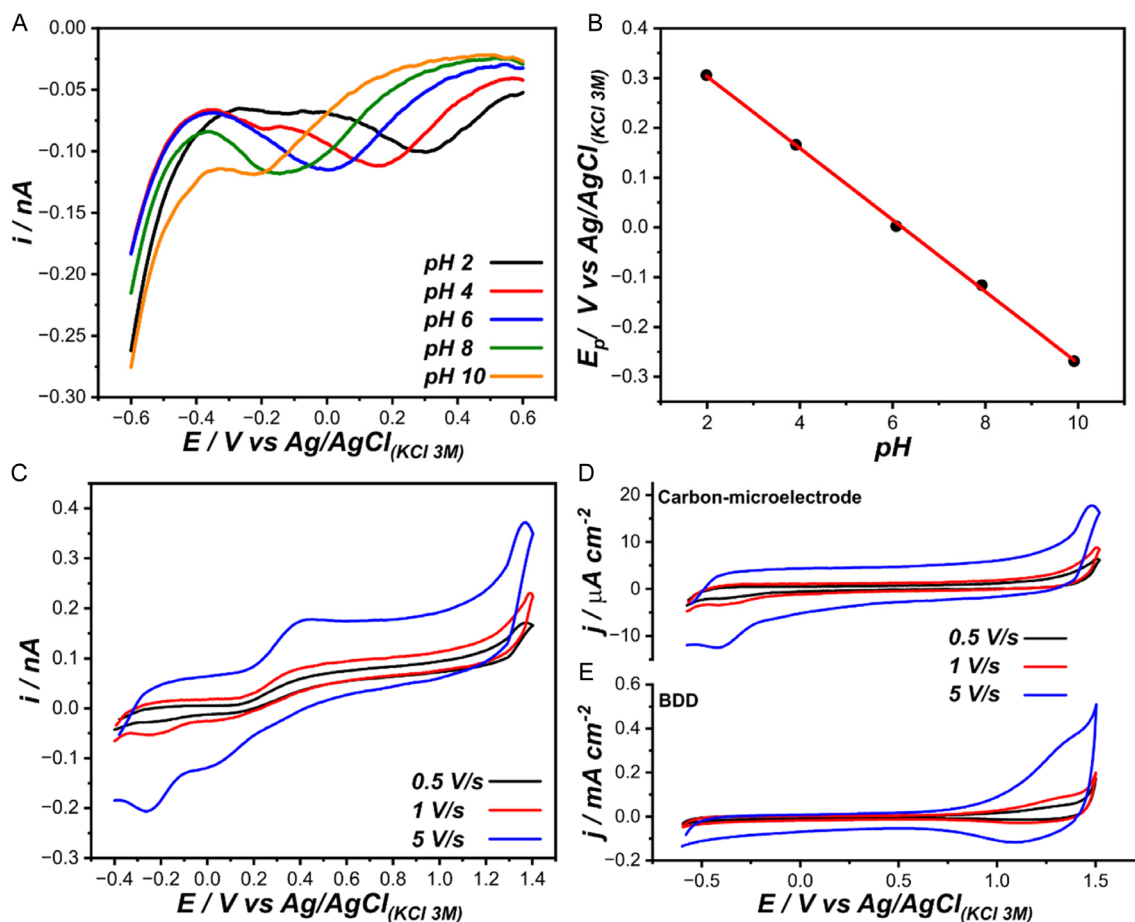 A
0.00
−0.05
−0.10
−0.15
−0.20
−0.25
−0.30
i / nA
pH 2
pH 4
pH 6
pH 8
pH 10
−0.6 −0.4 −0.2 0.0 0.2 0.4 0.6
E / V vs Ag/AgCl(KCl 3M)
B
0.4
0.3
0.2
0.1
0.0
−0.1
−0.2
−0.3
Ep/ V vs Ag/AgCl(KCl 3M)
2 4 6 8 10
pH
C
0.4
0.3
0.2
0.1
0.0
−0.1
−0.2
−0.3
i / nA
0.5 V/s
1 V/s
5 V/s
−0.4 −0.2 0.0 0.2 0.4 0.6 0.8 1.0 1.2 1.4
E / V vs Ag/AgCl(KCl 3M)
D
Carbon-microelectrode
20
10
0
−10
j / μA cm-2
0.5 V/s
1 V/s
5 V/s
E
BDD
0.6
0.4
0.2
0.0
−0.2
j / mA cm-2
−0.5 0.0 0.5 1.0 1.5
E / V vs Ag/AgCl(KCl 3M)